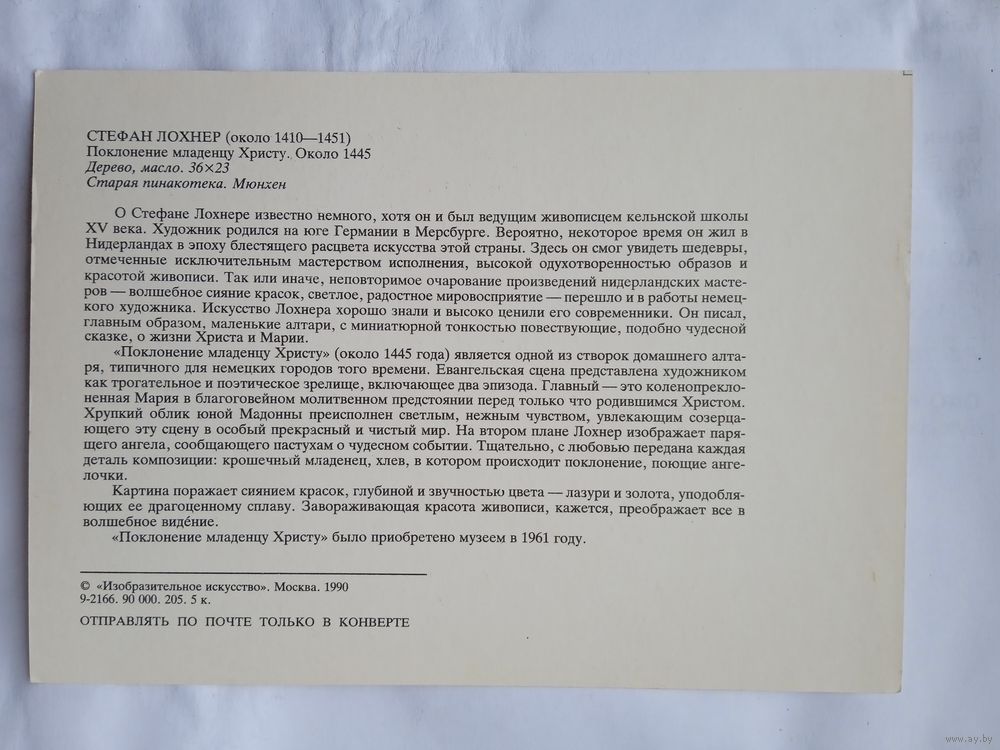 СТЕФАН ЛОХНЕР (около 1410—1451)
Поклонение младенцу Христу. Около 1445
Дерево, масло. 36×23
Старая пинакотека. Мюнхен
О Стефане Лохнере известно немного, хотя он и был ведущим живописцем кельнской школы
XV века. Художник родился на юге Германии в Мерсбурге. Вероятно, некоторое время он жил в
Нидерландах в эпоху блестящего расцвета искусства этой страны. Здесь он смог увидеть шедевры,
отмеченные исключительным мастерством исполнения, высокой одухотворенностью образов и
красотой живописи. Так или иначе, неповторимое очарование произведений нидерландских масте-
ров — волшебное сияние красок, светлое, радостное мировосприятие — перешло и в работы немец-
кого художника. Искусство Лохнера хорошо знали и высоко ценили его современники. Он писал,
главным образом, маленькие алтари, с миниатюрной тонкостью повествующие, подобно чудесной
сказке, о жизни Христа и Марии.
«Поклонение младенцу Христу» (около 1445 года) является одной из створок домашнего алта-
ря, типичного для немецких городов того времени. Евангельская сцена представлена художником
как трогательное и поэтическое зрелище, включающее два эпизода. Главный — это коленопрекло-
ненная Мария в благоговейном молитвенном предстоянии перед только что родившимся Христом.
Хрупкий облик юной Мадонны преисполнен светлым, нежным чувством, увлекающим созерца-
ющего эту сцену в особый прекрасный и чистый мир. На втором плане Лохнер изображает паря-
щего ангела, сообщающего пастухам о чудесном событии. Тщательно, с любовью передана каждая
деталь композиции: крошечный младенец, хлев, в котором происходит поклонение, поющие анге-
лочки.
Картина поражает сиянием красок, глубиной и звучностью цвета — лазури и золота, уподобля-
ющих ее драгоценному сплаву. Завораживающая красота живописи, кажется, преображает все в
волшебное видéние.
«Поклонение младенцу Христу» было приобретено музеем в 1961 году.
© «Изобразительное искусство». Москва. 1990
9-2166. 90 000. 205. 5 к.
ОТПРАВЛЯТЬ ПО ПОЧТЕ ТОЛЬКО В КОНВЕРТЕ
www.ay.by